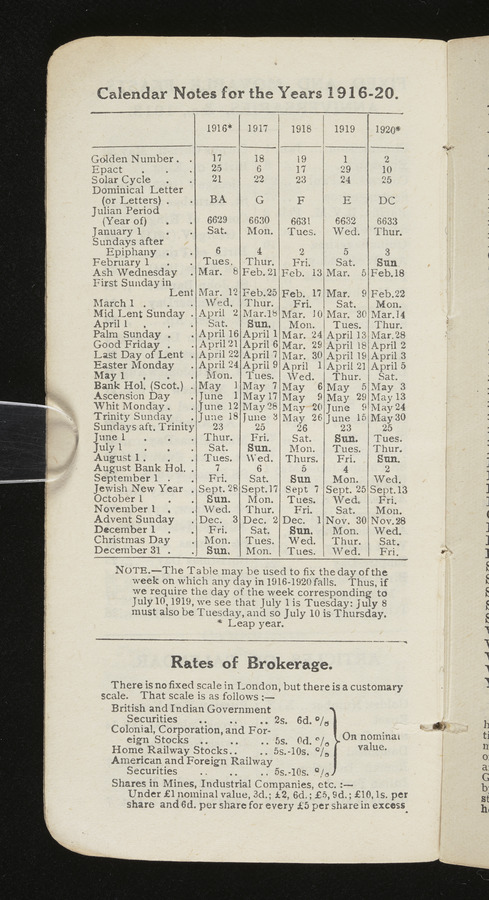 Calendar Notes for the Years 1916-20.
1916* 1917 1918 1919 1920*
Golden Number . . 17 18 19 1 2
Epact . . . 25 6 17 29 10
Solar Cycle . . 21 22 23 24 25
Dominical Letter
(or Letters) . . BA G F E DC
Julian Period
(Year of) . . 6629 6630 6631 6632 6633
January 1 . . Sat. Mon. Tues. Wed. Thur.
Sundays after
Epiphany . . 6 4 2 5 3
February 1 . . Tues. Thur. Fri. Sat. Sun
Ash Wednesday . Mar. 8 Feb. 21 Feb. 13 Mar. 5 Feb.18
First Sunday in
Lent Mar. 12 Feb.25 Feb. 17 Mar. 9 Feb.22
March 1 . . . Wed. Thur. Fri. Sat. Mon.
Mid Lent Sunday . April 2 Mar.18 Mar. 10 Mar. 30 Mar.14
April 1 . . . Sat. Sun. Mon. Tues. Thur.
Palm Sunday . . April 16 April 1 Mar. 24 April 13 Mar.28
Good Friday . . April 21 April 6 Mar. 29 April 18 April 2
Last Day of Lent . April 22 April 7 Mar. 30 April 19 April 3
Easter Monday . April 24 April 9 April 1 April 21 April 5
May 1 . . Mon. Tues. Wed. Thur. Sat.
Bank Hol. (Scot.) . May 1 May 7 May 6 May 5 May 3
Ascension Day . June 1 May 17 May 9 May 29 May 13
Whit Monday . . June 12 May 28 May 20 June 9 May 24
Trinity Sunday . June 18 June 3 May 26 June 15 May 30
Sundays aft. Trinity 23 25 26 23 25
June 1 . . . Thur. Fri. Sat. Sun. Tues.
July 1 . . . Sat. Sun. Mon. Tues. Thur.
August 1 . . . Tues. Wed. Thurs. Fri. Sun.
August Bank Hol. . 7 6 5 4 2
September 1 . . Fri. Sat. Sun Mon. Wed.
Jewish New Year . Sept. 28 Sept.17 Sept 7 Sept. 25 Sept.13
October 1 . . Sun. Mon. Tues. Wed. Fri.
November 1 . . Wed. Thur. Fri. Sat. Mon.
Advent Sunday . Dec. 3 Dec. 2 Dec. 1 Nov. 30 Nov.28
December 1 . . Fri. Sat. Sun. Mon. Wed.
Christmas Day . Mon. Tues. Wed. Thur. Sat.
December 31 . . Sun. Mon. Tues. Wed. Fri.
NOTE.—The Table may be used to fix the day of the
week on which any day in 1916-1920 falls. Thus, if
we require the day of the week corresponding to
July 10, 1919, we see that July 1 is Tuesday: July 8
must also be Tuesday, and so July 10 is Thursday.
* Leap year.
Rates of Brokerage.
There is no fixed scale in London, but there is a customary
scale. That scale is as follows :—
British and Indian Government
Securities .. .. .. 2s. 6d. %
Colonial, Corporation, and For-
eign Stocks .. .. .. 5s. 0d. %
Home Railway Stocks .. .. 5s.-10s. %
American and Foreign Railway
Securities .. .. .. 5s.-10s. %
On nominal
value.
Shares in Mines, Industrial Companies, etc. :—
Under £1 nominal value, 3d.; £2, 6d.; £5, 9d.; £10, 1s. per
share and 6d. per share for every £5 per share in excess.